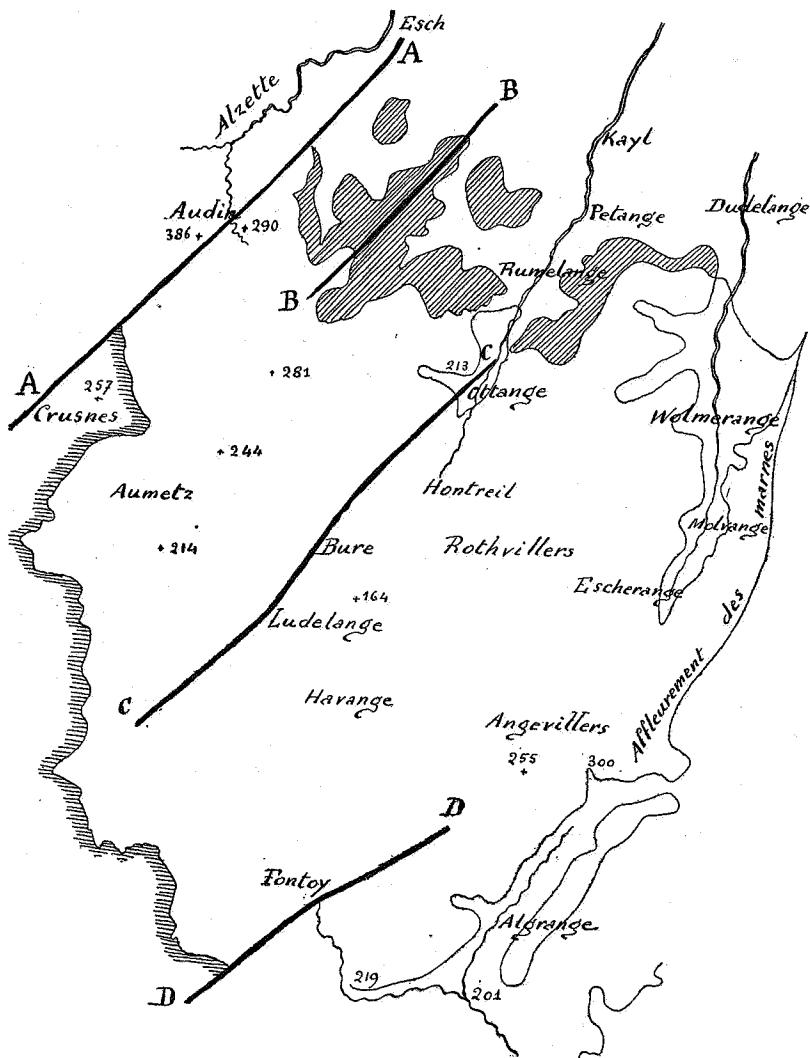 Esch
A
Alzette
B
Kayl
Audin
386
290
Petange
Dudelange
Rumelange
B
A
257
Crusnes
281
213
C
Ottange
244
Wolmerange
Aumetz
Hontreil
214
Bure
Rothvillers
Molvange
Escherange
164
Ludelange
Affleurement des marnes
C
Havange
Angevillers
255
300
D
Fontoy
Algrange
219
201
D